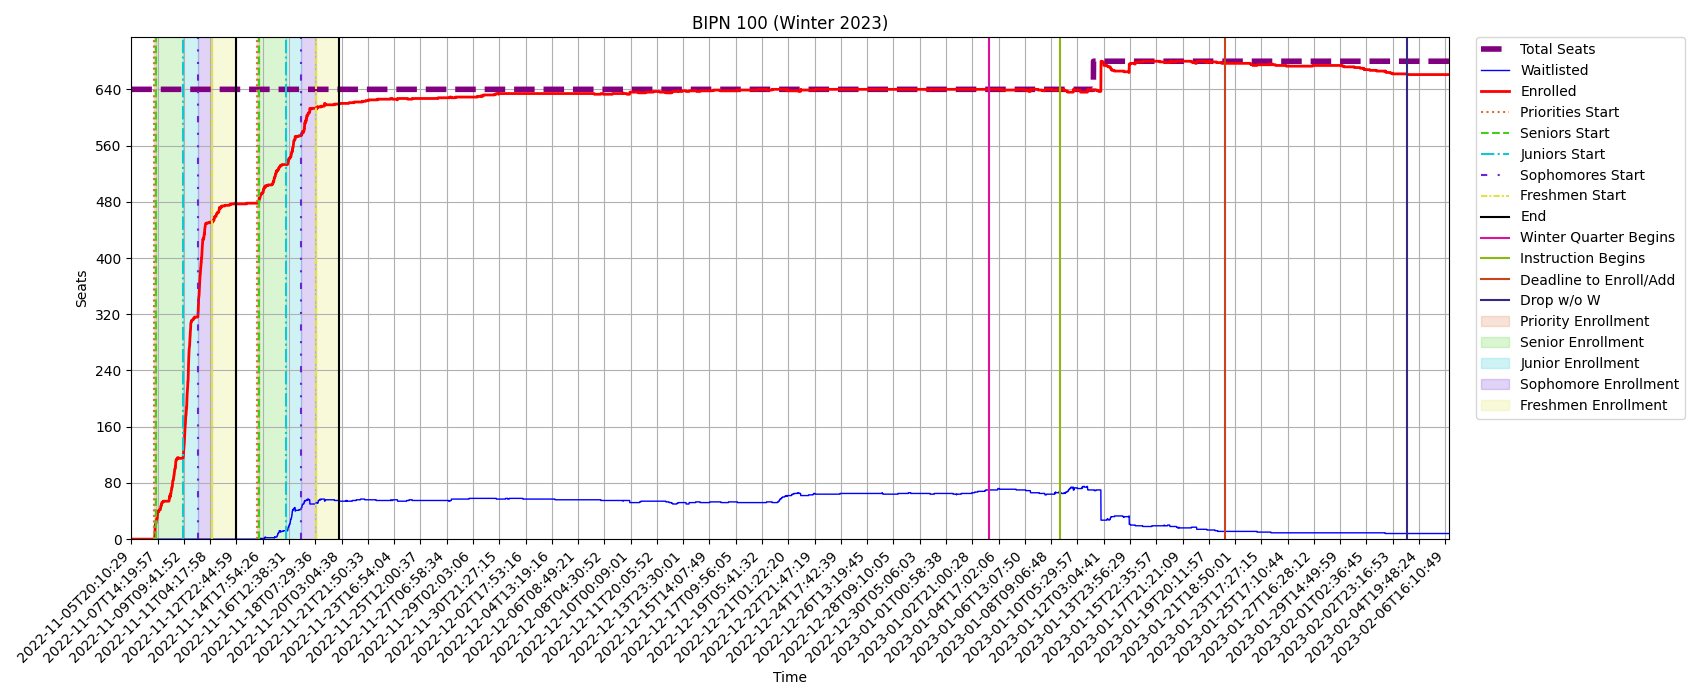 BIPN 100 (Winter 2023)
Seats
640
560
480
400
320
240
160
80
0
2022-11-05T20:10:29
2022-11-07T14:19:57
2022-11-09T09:41:52
2022-11-11T04:17:58
2022-11-12T22:44:59
2022-11-14T17:54:26
2022-11-16T12:38:31
2022-11-18T07:29:36
2022-11-20T03:04:38
2022-11-21T21:50:33
2022-11-23T16:54:04
2022-11-25T12:00:37
2022-11-27T06:58:34
2022-11-29T02:03:06
2022-11-30T21:27:15
2022-12-02T17:53:16
2022-12-04T13:19:16
2022-12-06T08:49:21
2022-12-08T04:30:52
2022-12-10T00:09:01
2022-12-11T20:05:52
2022-12-13T23:30:01
2022-12-15T14:07:49
2022-12-17T09:56:05
2022-12-19T05:41:32
2022-12-21T01:22:20
2022-12-22T21:47:19
2022-12-24T17:42:39
2022-12-26T13:19:45
2022-12-28T09:10:05
2022-12-30T05:06:03
2023-01-01T00:58:38
2023-01-02T21:00:28
2023-01-04T17:02:06
2023-01-06T13:07:50
2023-01-08T09:06:48
2023-01-10T05:29:57
2023-01-12T03:04:41
2023-01-13T23:56:29
2023-01-15T22:35:57
2023-01-17T21:21:09
2023-01-19T20:11:57
2023-01-21T18:50:01
2023-01-23T17:27:15
2023-01-25T17:10:44
2023-01-27T16:28:12
2023-01-29T14:49:59
2023-02-01T02:36:45
2023-02-02T23:16:53
2023-02-04T19:48:24
2023-02-06T16:10:49
Time
Total Seats
Waitlisted
Enrolled
Priorities Start
Seniors Start
Juniors Start
Sophomores Start
Freshmen Start
End
Winter Quarter Begins
Instruction Begins
Deadline to Enroll/Add
Drop w/o W
Priority Enrollment
Senior Enrollment
Junior Enrollment
Sophomore Enrollment
Freshmen Enrollment